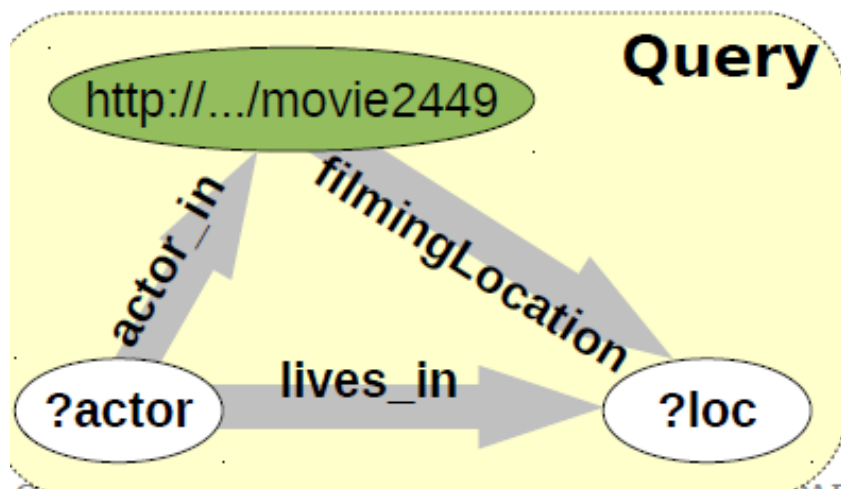 Query
http://.../movie2449
actor_in
filmingLocation
lives_in
?actor
?loc